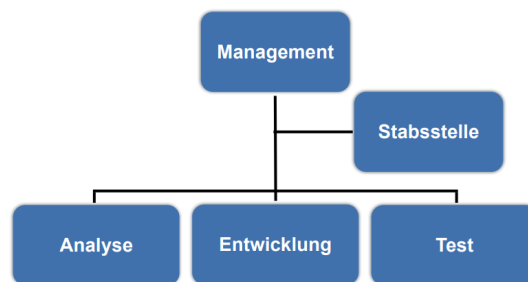 Management
Stabsstelle
Analyse
Entwicklung
Test